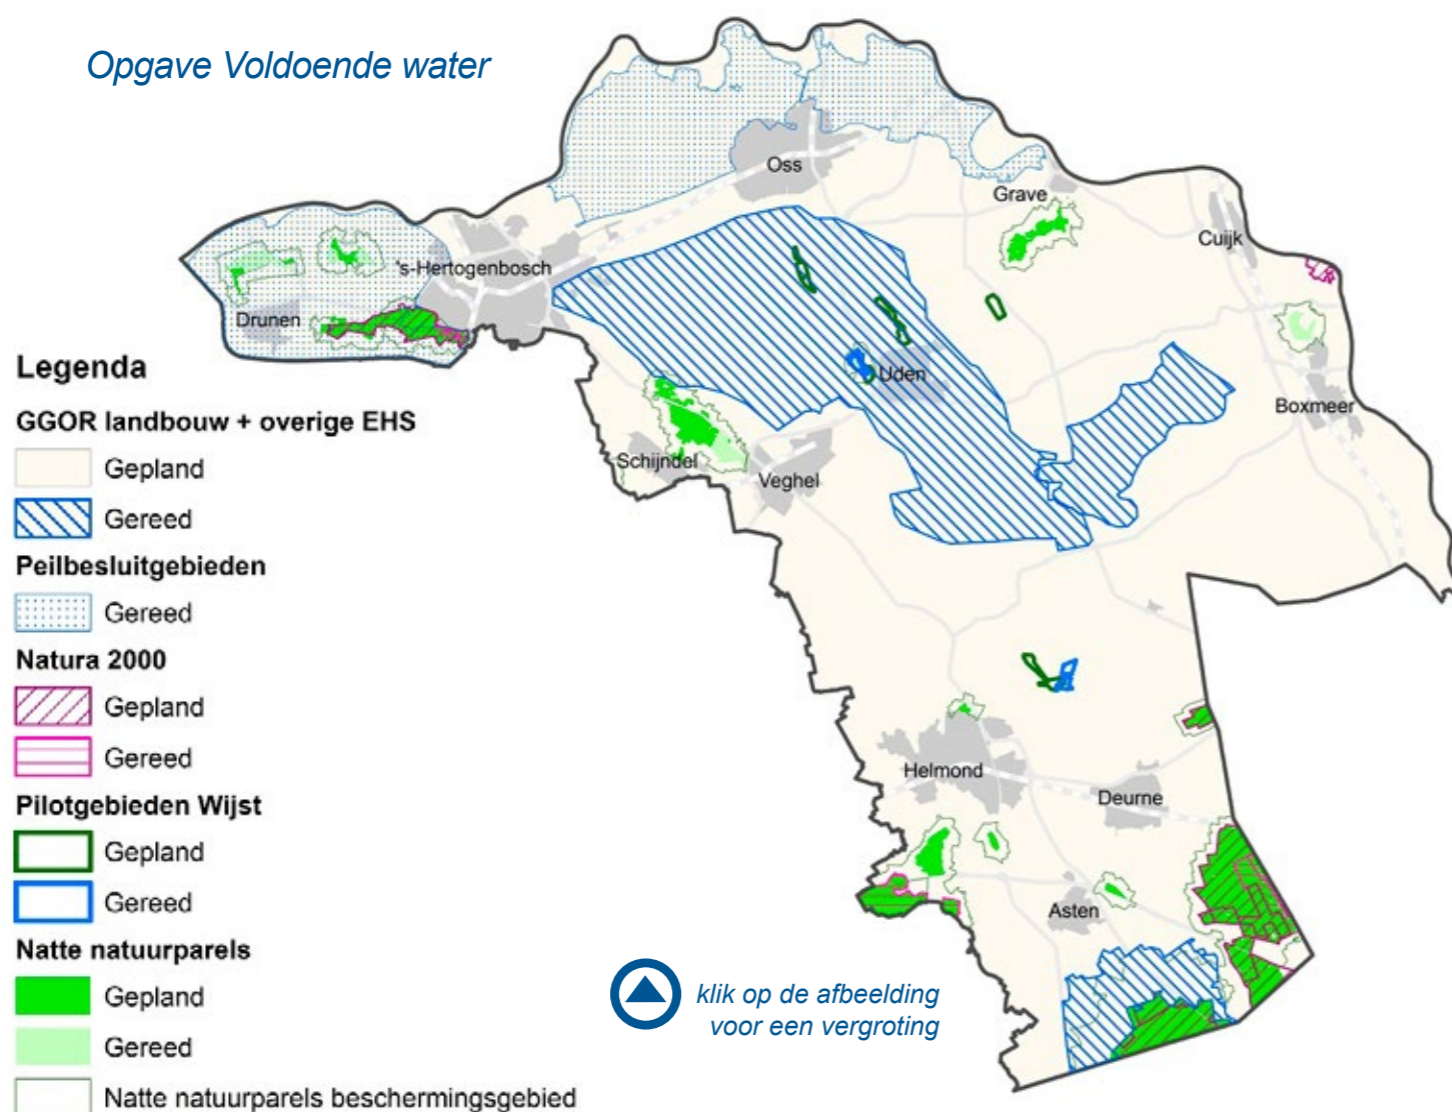 Opgave Voldoende water
Oss
Grave
Cuijk
's-Hertogenbosch
Drunen
Uden
Boxmeer
Schijndel
Veghel
Helmond
Deurne
Asten
Legenda
GGOR landbouw + overige EHS
Gepland
Gereed
Peilbesluitgebieden
Gereed
Natura 2000
Gepland
Gereed
Pilotgebieden Wijst
Gepland
Gereed
Natte natuurparels
Gepland
Gereed
Natte natuurparels beschermingsgebied
klik op de afbeelding
voor een vergroting